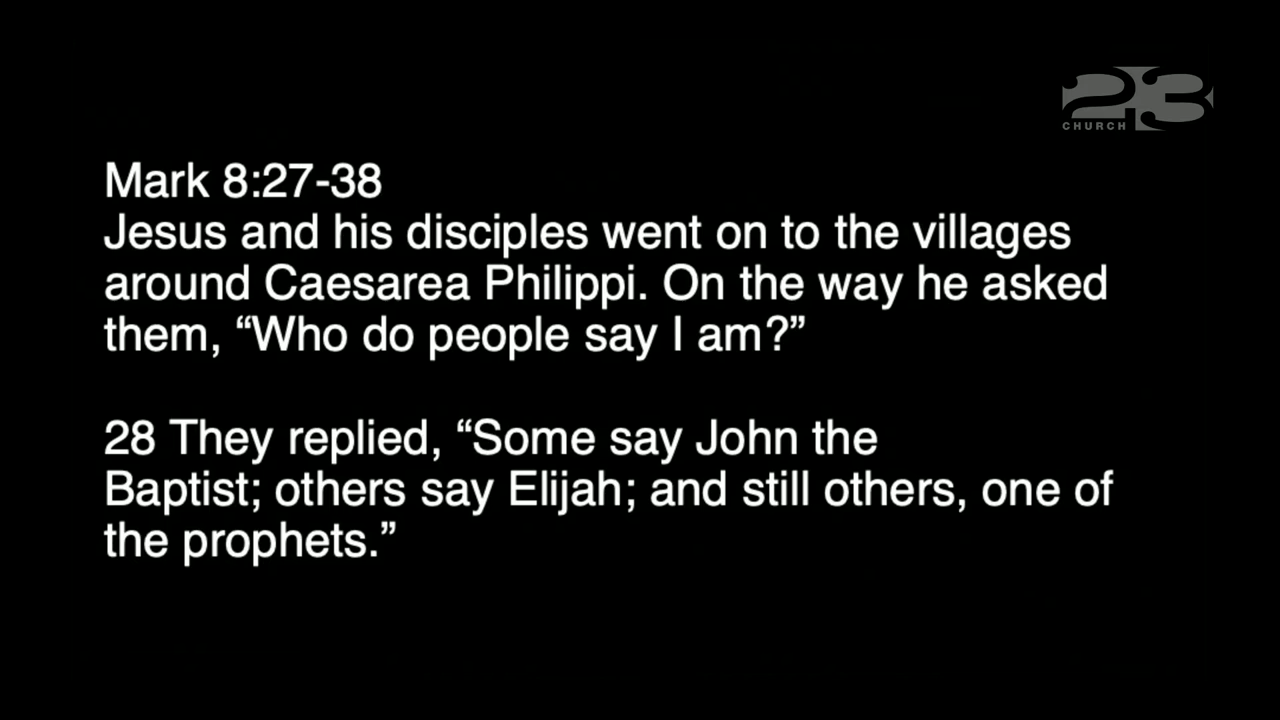 23
CHURCH
Mark 8:27-38
Jesus and his disciples went on to the villages
around Caesarea Philippi. On the way he asked
them, “Who do people say I am?”
28 They replied, “Some say John the
Baptist; others say Elijah; and still others, one of
the prophets.”